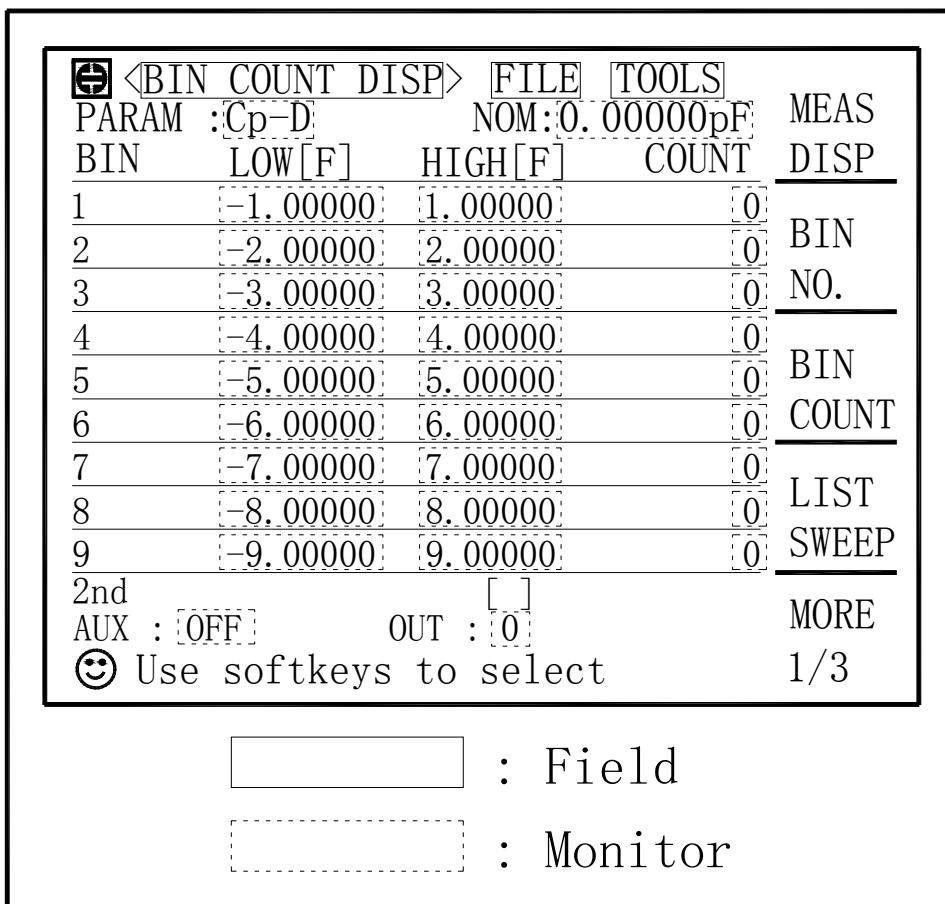 <BIN COUNT DISP> FILE TOOLS
PARAM :Cp-D NOM:0.00000pF
BIN LOW[F] HIGH[F] COUNT
1 -1.00000 1.00000 0
2 -2.00000 2.00000 0
3 -3.00000 3.00000 0
4 -4.00000 4.00000 0
5 -5.00000 5.00000 0
6 -6.00000 6.00000 0
7 -7.00000 7.00000 0
8 -8.00000 8.00000 0
9 -9.00000 9.00000 0
2nd [ ]
AUX : OFF OUT : 0
Use softkeys to select
MEAS
DISP
BIN
NO.
BIN
COUNT
LIST
SWEEP
MORE
1/3
: Field
: Monitor